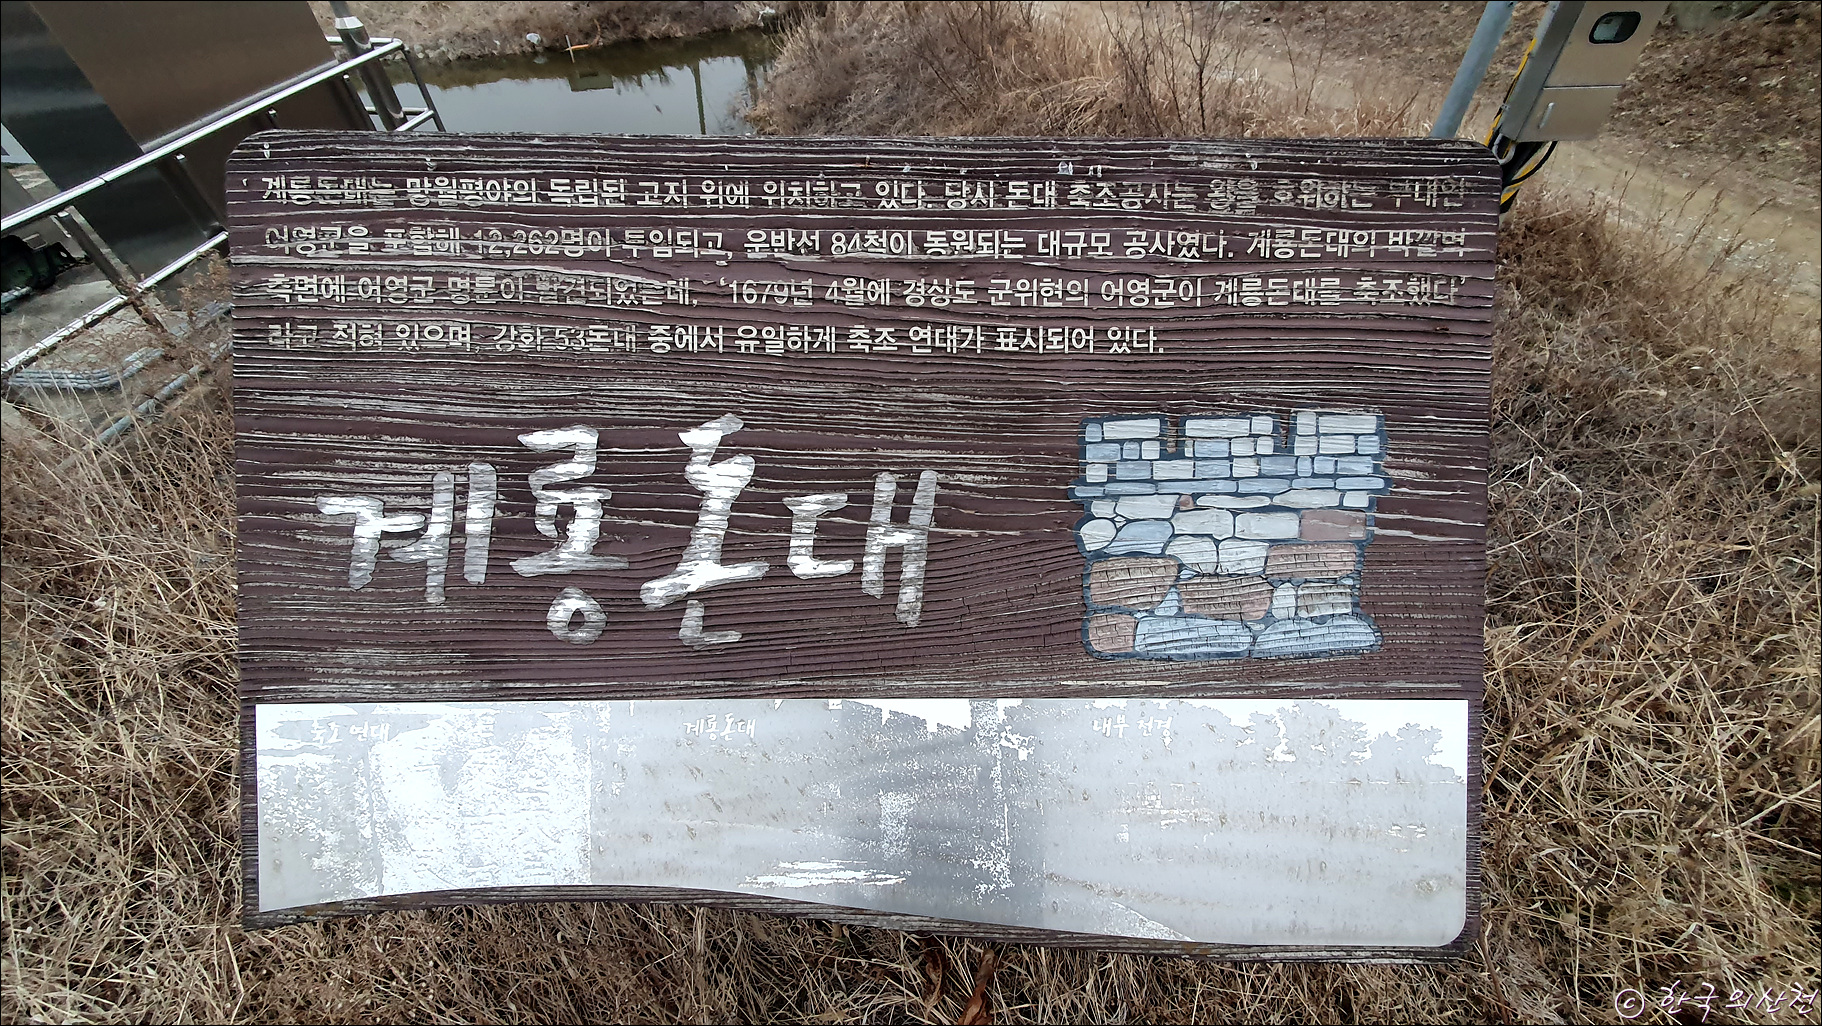 계룡돈대는 망월평야의 독립된 고지 위에 위치하고 있다. 당시 돈대 축조공사는 왕을 호위하는 부대인
어영군을 포함해 12,262명이 투입되고, 운반선 84척이 동원되는 대규모 공사였다. 계룡돈대의 바깥벽
측면에 어영군 명문이 발견되었는데, ‘1679년 4월에 경상도 군위현의 어영군이 계룡돈대를 축조했다’
라고 적혀 있으며, 강화 53돈대 중에서 유일하게 축조 연대가 표시되어 있다.
계룡돈대
축조 연대 계룡돈대 내부 전경
© 한국의산천